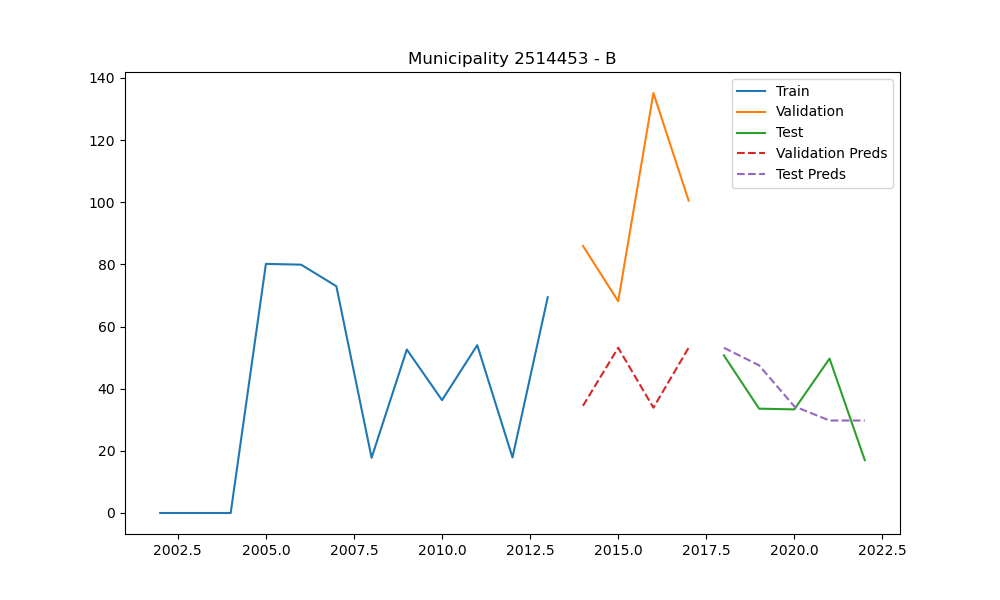 Municipality 2514453 - B
140
120
100
80
60
40
20
0
Train
Validation
Test
Validation Preds
Test Preds
2002.5 2005.0 2007.5 2010.0 2012.5 2015.0 2017.5 2020.0 2022.5